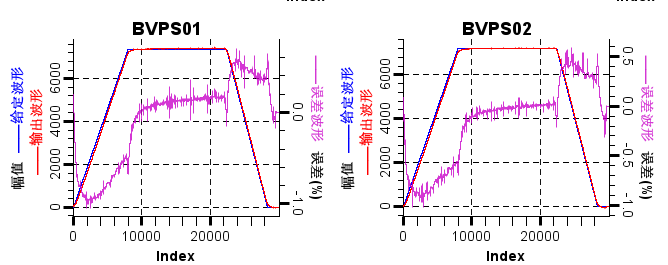 Index
Index
BVPS01
幅值 ——给定波形
——输出波形
6000
4000
2000
0
0.0
-1.0
——误差波形
误差(%)
0
10000
20000
Index
BVPS02
幅值 ——给定波形
——输出波形
6000
4000
2000
0
0.5
0.0
-0.5
-1.0
——误差波形
误差(%)
0
10000
20000
Index